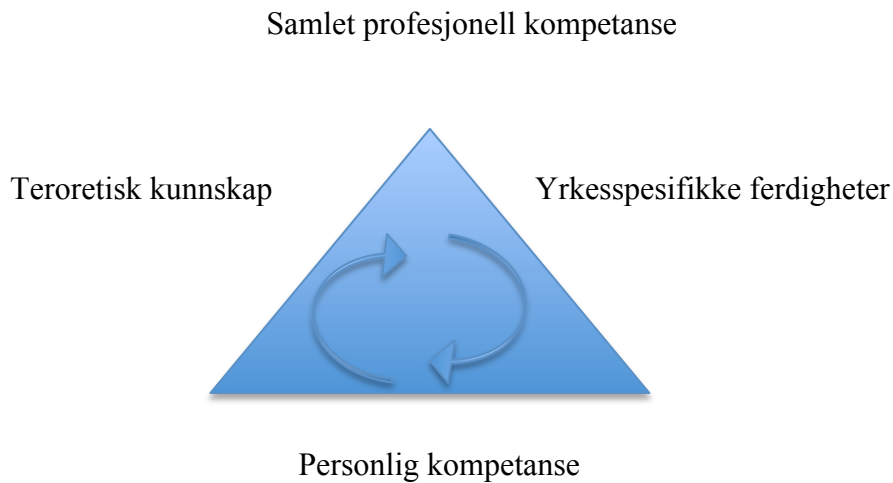 Samlet profesjonell kompetanse
Teroretisk kunnskap
Yrkesspesifikke ferdigheter
Personlig kompetanse